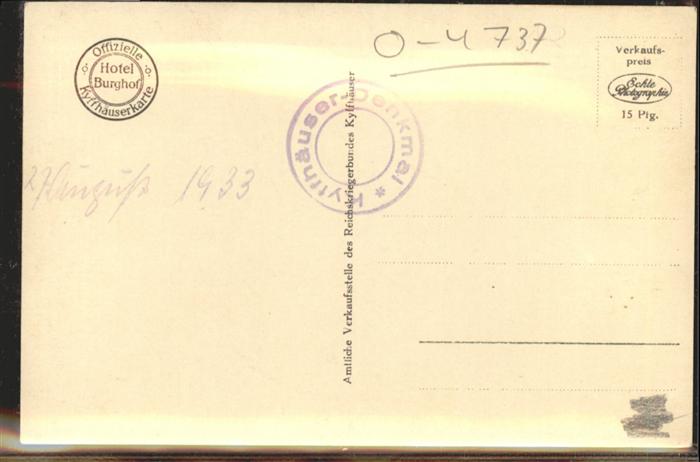 Offizielle
Hotel
Burghof
Kyffhäuserkarte
O-4737
Verkaufs-
preis
Echte
Photographie
15 Pfg.
Kyffhäuser-Denkmal *
27 August 1933
Amtliche Verkaufsstelle des Reichskriegerbundes Kyffhäuser